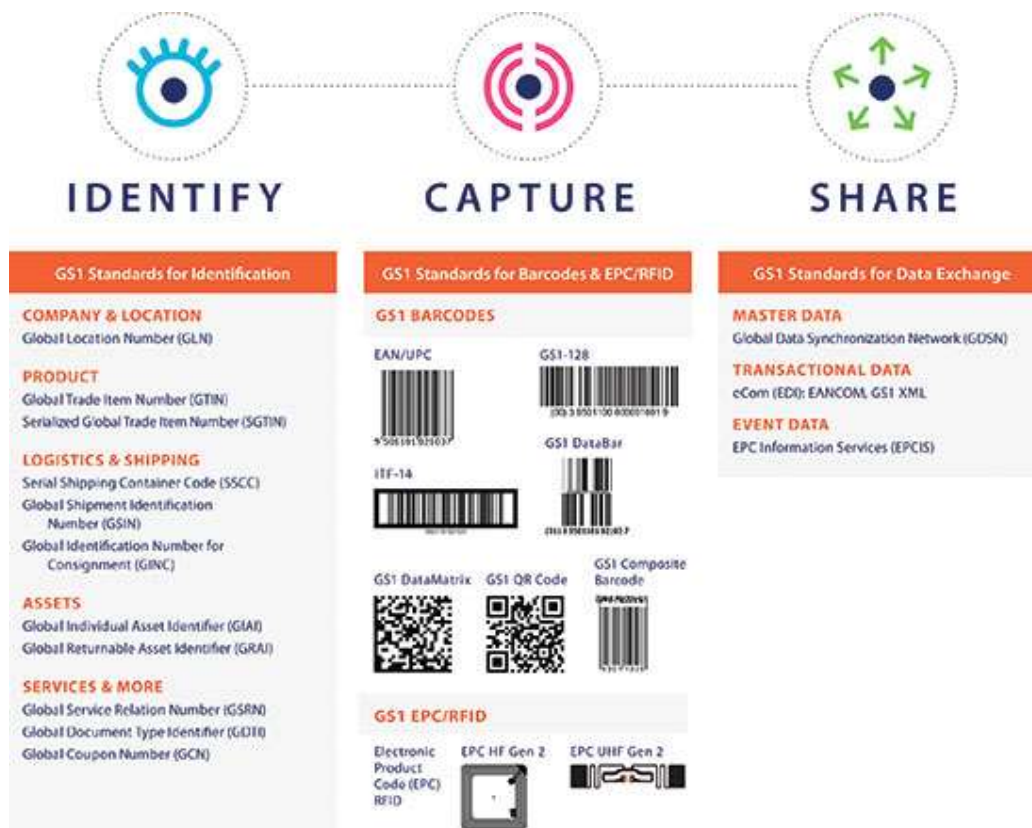 IDENTIFY
CAPTURE
SHARE
GS1 Standards for Identification
COMPANY & LOCATION
Global Location Number (GLN)
PRODUCT
Global Trade Item Number (GTIN)
Serialized Global Trade Item Number (SGTIN)
LOGISTICS & SHIPPING
Serial Shipping Container Code (SSCC)
Global Shipment Identification
Number (GSIN)
Global Identification Number for
Consignment (GINC)
ASSETS
Global Individual Asset Identifier (GIAI)
Global Returnable Asset Identifier (GRAI)
SERVICES & MORE
Global Service Relation Number (GSRN)
Global Document Type Identifier (GDTI)
Global Coupon Number (GCN)
GS1 Standards for Barcodes & EPC/RFID
GS1 BARCODES
EAN/UPC
GS1-128
GS1 DataBar
ITF-14
GS1 DataMatrix
GS1 QR Code
GS1 Composite
Barcode
GS1 EPC/RFID
Electronic
Product
Code (EPC)
RFID
EPC HF Gen 2
EPC UHF Gen 2
GS1 Standards for Data Exchange
MASTER DATA
Global Data Synchronization Network (GDSN)
TRANSACTIONAL DATA
eCom (EDI): EANCOM, GS1 XML
EVENT DATA
EPC Information Services (EPCIS)